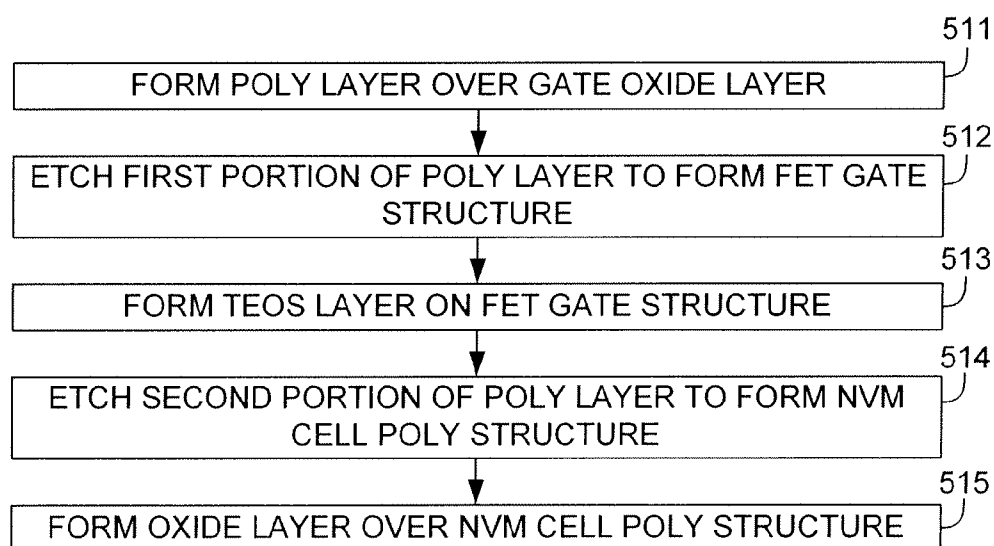 511
FORM POLY LAYER OVER GATE OXIDE LAYER
512
ETCH FIRST PORTION OF POLY LAYER TO FORM FET GATE
STRUCTURE
513
FORM TEOS LAYER ON FET GATE STRUCTURE
514
ETCH SECOND PORTION OF POLY LAYER TO FORM NVM
CELL POLY STRUCTURE
515
FORM OXIDE LAYER OVER NVM CELL POLY STRUCTURE